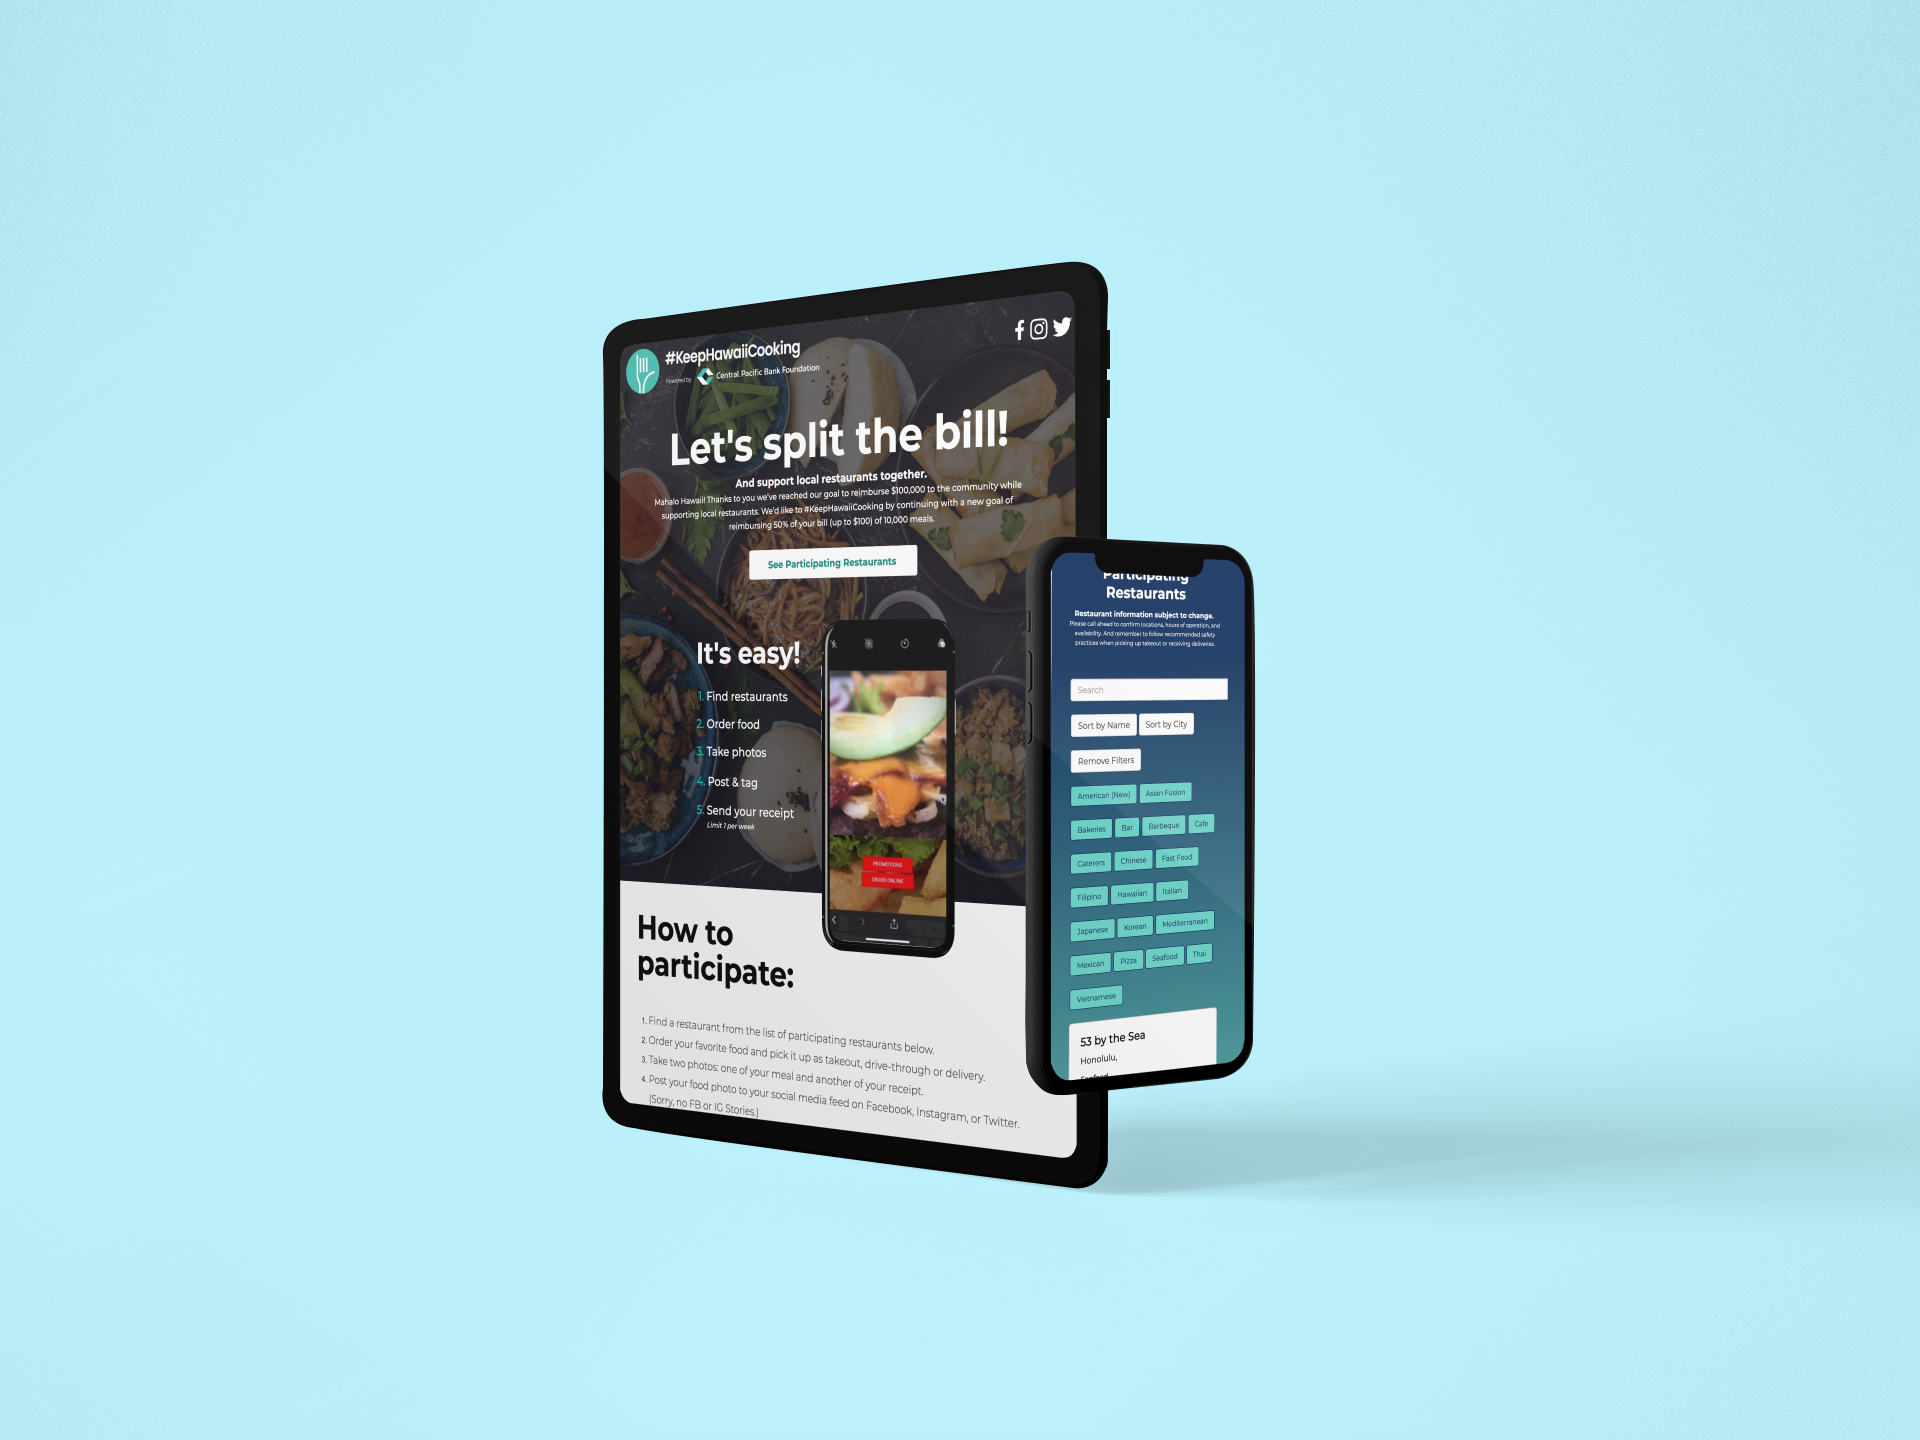 #KeepHawaiiCooking
Powered by Central Pacific Bank Foundation
Let's split the bill!
And support local restaurants together.
Mahalo Hawaii! Thanks to you we've reached our goal to reimburse $100,000 to the community while
supporting local restaurants. We'd like to #KeepHawaiiCooking by continuing with a new goal of
reimbursing 50% of your bill (up to $100) of 10,000 meals.
See Participating Restaurants
It's easy!
1. Find restaurants
2. Order food
3. Take photos
4. Post & tag
5. Send your receipt
Limit 1 per week
PROMOTIONS
ORDER ONLINE
How to
participate:
1. Find a restaurant from the list of participating restaurants below.
2. Order your favorite food and pick it up as takeout, drive-through or delivery.
3. Take two photos: one of your meal and another of your receipt.
4. Post your food photo to your social media feed on Facebook, Instagram, or Twitter.
(Sorry, no FB or IG Stories.)
Participating
Restaurants
Restaurant information subject to change.
Please call ahead to confirm locations, hours of operation, and
availability. And remember to follow recommended safety
practices when picking up takeout or receiving deliveries.
Search
Sort by Name Sort by City
Remove Filters
American (New) Asian Fusion
Bakeries Bar Barbeque Cafe
Caterers Chinese Fast Food
Filipino Hawaiian Italian
Japanese Korean Mediterranean
Mexican Pizza Seafood Thai
Vietnamese
53 by the Sea
Honolulu,
Seafood